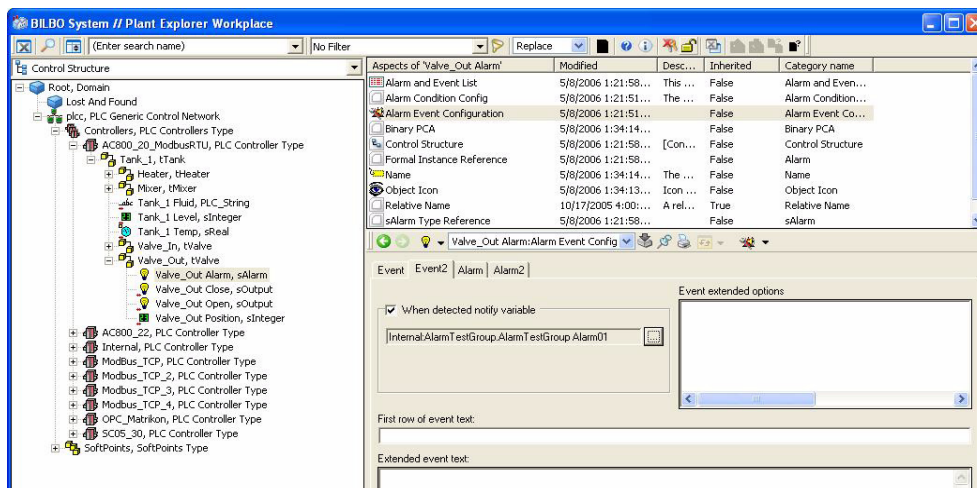 BILBO System // Plant Explorer Workplace
(Enter search name) No Filter Replace
Control Structure
Root, Domain
Lost And Found
plcc, PLC Generic Control Network
Controllers, PLC Controllers Type
AC800_20_ModbusRTU, PLC Controller Type
Tank_1, tTank
Heater, tHeater
Mixer, tMixer
abc Tank_1 Fluid, PLC_String
Tank_1 Level, sInteger
Tank_1 Temp, sReal
Valve_In, tValve
Valve_Out, tValve
Valve_Out Alarm, sAlarm
Valve_Out Close, sOutput
Valve_Out Open, sOutput
Valve_Out Position, sInteger
AC800_22, PLC Controller Type
Internal, PLC Controller Type
ModBus_TCP, PLC Controller Type
ModBus_TCP_2, PLC Controller Type
Modbus_TCP_3, PLC Controller Type
Modbus_TCP_4, PLC Controller Type
OPC_Matrikon, PLC Controller Type
SC05_30, PLC Controller Type
SoftPoints, SoftPoints Type
Aspects of 'Valve_Out Alarm' Modified Desc... Inherited Category name
Alarm and Event List 5/8/2006 1:21:58... This ... False Alarm and Even...
Alarm Condition Config 5/8/2006 1:21:51... The ... False Alarm Condition...
Alarm Event Configuration 5/8/2006 1:21:51... False Alarm Event Co...
Binary PCA 5/8/2006 1:34:14... False Binary PCA
Control Structure 5/8/2006 1:21:58... [Con... False Control Structure
Formal Instance Reference 5/8/2006 1:21:58... False Alarm
Name 5/8/2006 1:34:14... The ... False Name
Object Icon 5/8/2006 1:34:13... Icon ... False Object Icon
Relative Name 10/17/2005 4:00:... A rel... True Relative Name
sAlarm Type Reference 5/8/2006 1:21:58... False sAlarm
Valve_Out Alarm:Alarm Event Config
Event Event2 Alarm Alarm2
Event extended options
When detected notify variable
Internal:AlarmTestGroup.AlarmTestGroup Alarm01 ...
First row of event text:
Extended event text: